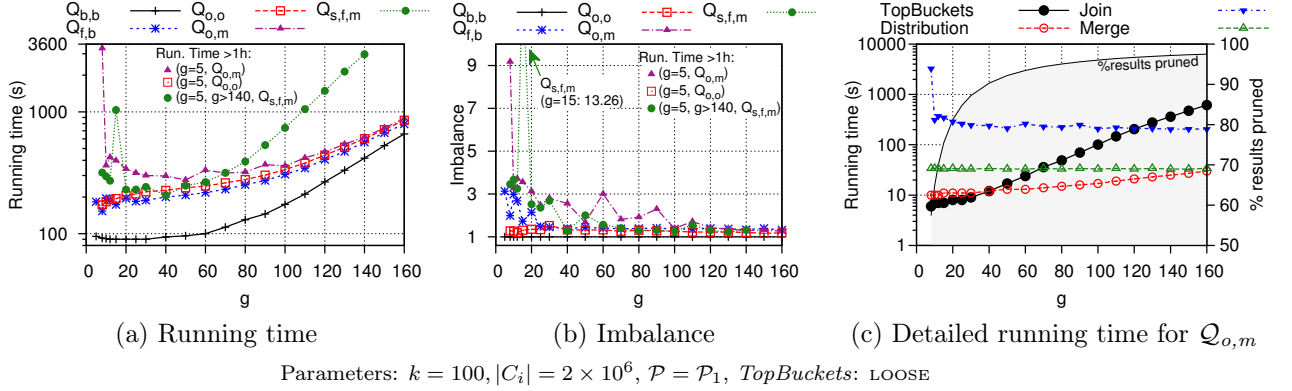 Q_{b,b} Q_{o,o} Q_{s,f,m}
Q_{f,b} Q_{o,m}
Running time (s)
3600
1000
100
Run. Time >1h:
(g=5, Q_{o,m})
(g=5, Q_{o,o})
(g=5, g>140, Q_{s,f,m})
0 20 40 60 80 100 120 140 160
g
(a) Running time
Q_{b,b} Q_{o,o} Q_{s,f,m}
Q_{f,b} Q_{o,m}
Imbalance
9
7
5
3
1
Q_{s,f,m}
(g=15: 13.26)
Run. Time >1h:
(g=5, Q_{o,m})
(g=5, Q_{o,o})
(g=5, g>140, Q_{s,f,m})
0 20 40 60 80 100 120 140 160
g
(b) Imbalance
TopBuckets Join
Distribution Merge
Running time (s)
10000
1000
100
10
1
%results pruned
% results pruned
100
90
80
70
60
50
0 20 40 60 80 100 120 140 160
g
(c) Detailed running time for 𝒬_{o,m}
Parameters: k = 100, |C_i| = 2 × 10^6, 𝒫 = 𝒫_1, TopBuckets: LOOSE